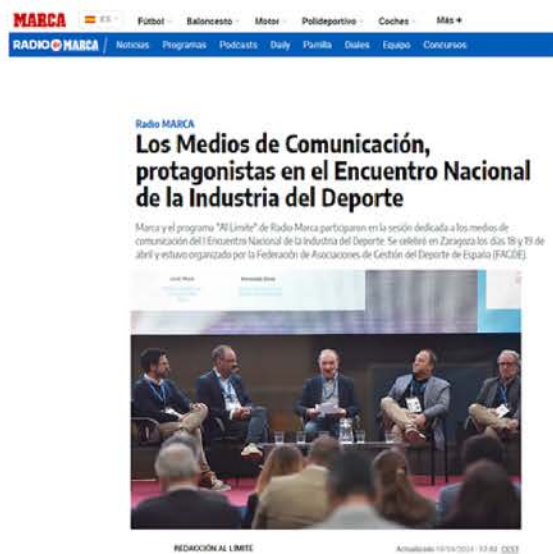 MARCA ES Fútbol Baloncesto Motor Polideportivo Coches Más +
RADIO MARCA Noticias Programas Podcasts Daily Parrilla Diales Equipo Concursos
Radio MARCA
Los Medios de Comunicación,
protagonistas en el Encuentro Nacional
de la Industria del Deporte
Marca y el programa "Al Límite" de Radio Marca participaron en la sesión dedicada a los medios de
comunicación del I Encuentro Nacional de la Industria del Deporte. Se celebró en Zaragoza los días 18 y 19 de
abril y estuvo organizado por la Federación de Asociaciones de Gestión del Deporte de España (FAGDE).
REDACCIÓN AL LÍMITE Actualizado CEST